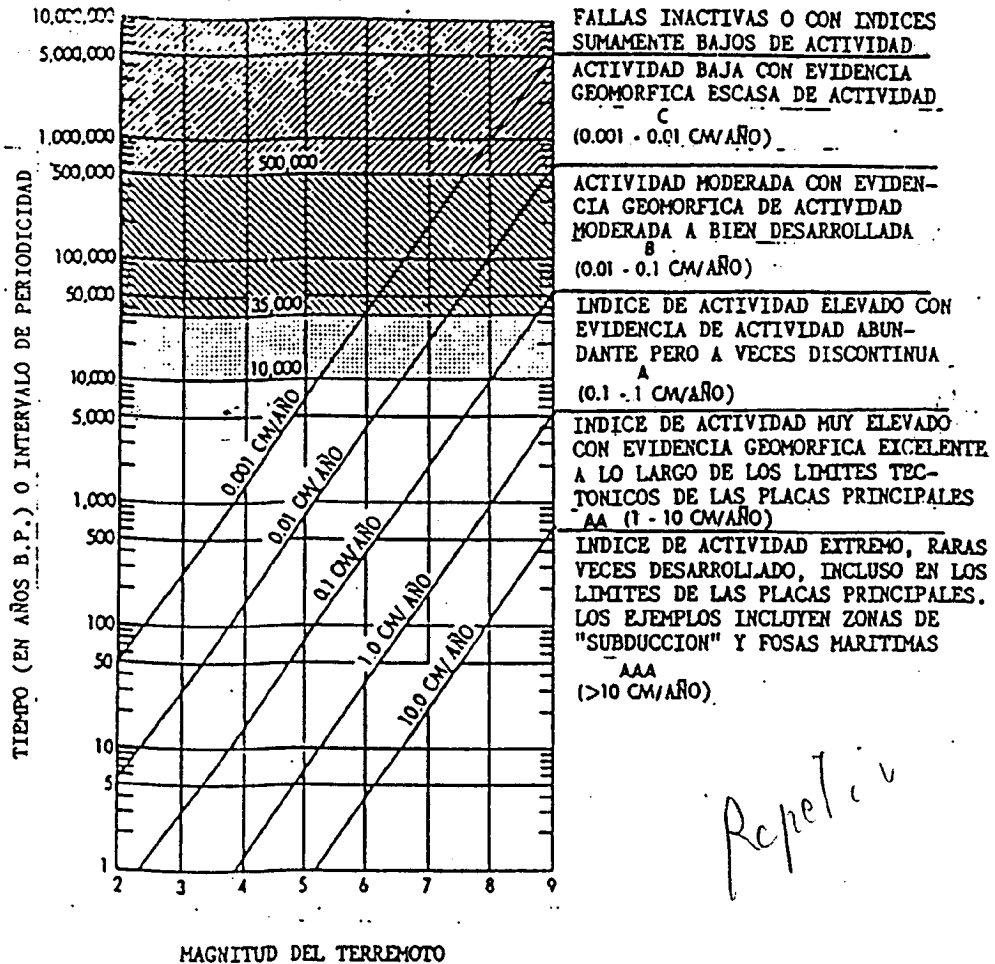 10,000,000
5,000,000
1.000,000
500,000
100,000
50,000
10,000
5,000
1,000
500
100
50
10
5
1
TIEMPO (EN AÑOS B.P.) O INTERVALO DE PERIODICIDAD
500,000
35,000
10,000
0.001 CM/AÑO
0.01 CM/AÑO
0.1 CM/AÑO
1.0 CM/AÑO
10.0 CM/AÑO
2 3 4 5 6 7 8 9
MAGNITUD DEL TERREMOTO
FALLAS INACTIVAS O CON INDICES
SUMAMENTE BAJOS DE ACTIVIDAD
ACTIVIDAD BAJA CON EVIDENCIA
GEOMORFICA ESCASA DE ACTIVIDAD
C
(0.001 - 0.01 CM/AÑO)
ACTIVIDAD MODERADA CON EVIDEN-
CIA GEOMORFICA DE ACTIVIDAD
MODERADA A BIEN DESARROLLADA
B
(0.01 - 0.1 CM/AÑO)
INDICE DE ACTIVIDAD ELEVADO CON
EVIDENCIA DE ACTIVIDAD ABUN-
DANTE PERO A VECES DISCONTINUA
A
(0.1 - 1 CM/AÑO)
INDICE DE ACTIVIDAD MUY ELEVADO
CON EVIDENCIA GEOMORFICA EXCELENTE
A LO LARGO DE LOS LIMITES TEC-
TONICOS DE LAS PLACAS PRINCIPALES
AA (1 - 10 CM/AÑO)
INDICE DE ACTIVIDAD EXTREMO, RARAS
VECES DESARROLLADO, INCLUSO EN LOS
LIMITES DE LAS PLACAS PRINCIPALES.
LOS EJEMPLOS INCLUYEN ZONAS DE
"SUBDUCCION" Y FOSAS MARITIMAS
AAA
(>10 CM/AÑO)